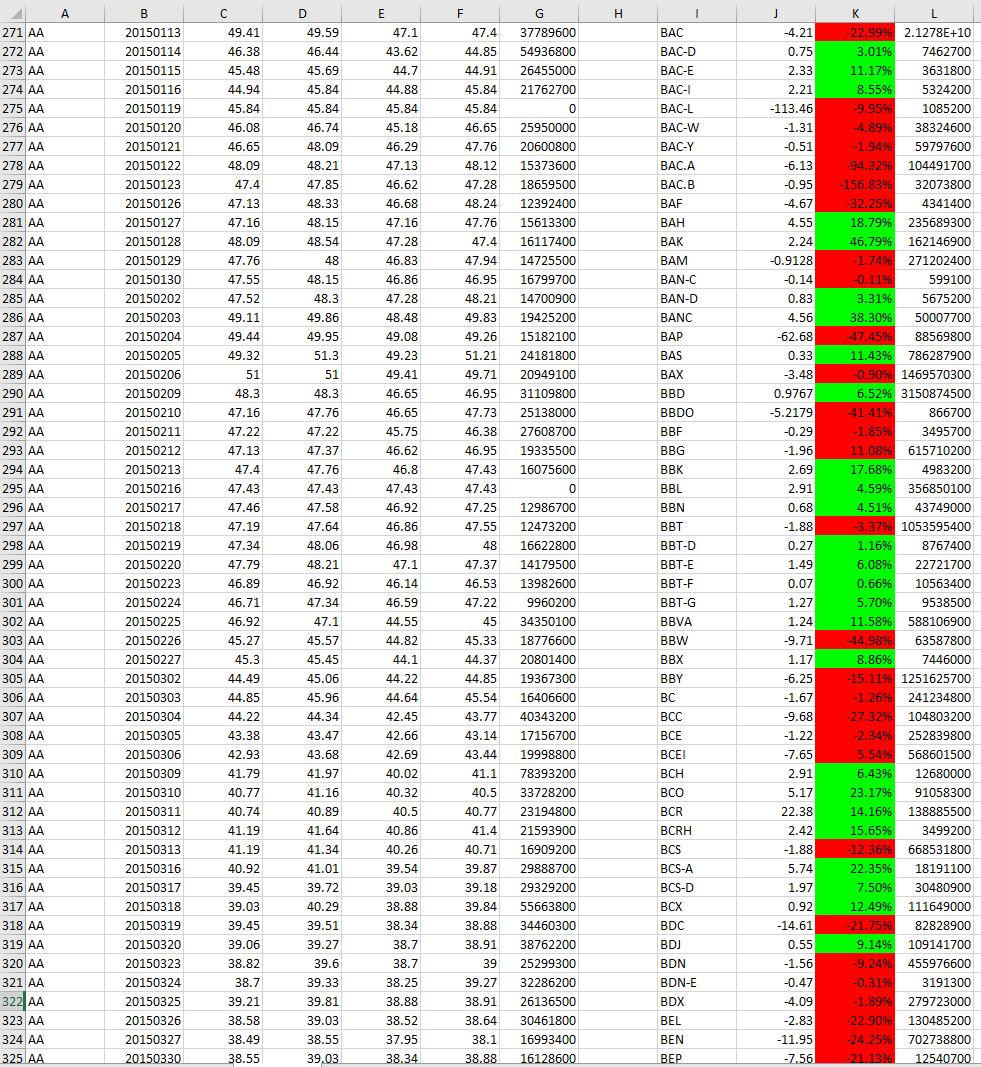 A B C D E F G H I J K L
271 AA 20150113 49.41 49.59 47.1 47.4 37789600 BAC -4.21 -22.99% 2.1278E+10
272 AA 20150114 46.38 46.44 43.62 44.85 54936800 BAC-D 0.75 3.01% 7462700
273 AA 20150115 45.48 45.69 44.7 44.91 26455000 BAC-E 2.33 11.17% 3631800
274 AA 20150116 44.94 45.84 44.88 45.84 21762700 BAC-I 2.21 8.55% 5324200
275 AA 20150119 45.84 45.84 45.84 45.84 0 BAC-L -113.46 -9.95% 1085200
276 AA 20150120 46.08 46.74 45.18 46.65 25950000 BAC-W -1.31 -4.89% 38324600
277 AA 20150121 46.65 48.09 46.29 47.76 20600800 BAC-Y -0.51 -1.94% 59797600
278 AA 20150122 48.09 48.21 47.13 48.12 15373600 BAC.A -6.13 -94.32% 104491700
279 AA 20150123 47.4 47.85 46.62 47.28 18659500 BAC.B -0.95 -156.83% 32073800
280 AA 20150126 47.13 48.33 46.68 48.24 12392400 BAF -4.67 -32.25% 4341400
281 AA 20150127 47.16 48.15 47.16 47.76 15613300 BAH 4.55 18.79% 235689300
282 AA 20150128 48.09 48.54 47.28 47.4 16117400 BAK 2.24 46.79% 162146900
283 AA 20150129 47.76 48 46.83 47.94 14725500 BAM -0.9128 -1.74% 271202400
284 AA 20150130 47.55 48.15 46.86 46.95 16799700 BAN-C -0.14 -0.11% 599100
285 AA 20150202 47.52 48.3 47.28 48.21 14700900 BAN-D 0.83 3.31% 5675200
286 AA 20150203 49.11 49.86 48.48 49.83 19425200 BANC 4.56 38.30% 50007700
287 AA 20150204 49.44 49.95 49.08 49.26 15182100 BAP -62.68 -47.45% 88569800
288 AA 20150205 49.32 51.3 49.23 51.21 24181800 BAS 0.33 11.43% 786287900
289 AA 20150206 51 51 49.41 49.71 20949100 BAX -3.48 -0.90% 1469570300
290 AA 20150209 48.3 48.3 46.65 46.95 31109800 BBD 0.9767 6.52% 3150874500
291 AA 20150210 47.16 47.76 46.65 47.73 25138000 BBDO -5.2179 -41.41% 866700
292 AA 20150211 47.22 47.22 45.75 46.38 27608700 BBF -0.29 -1.85% 3495700
293 AA 20150212 47.13 47.37 46.62 46.95 19335500 BBG -1.96 11.08% 615710200
294 AA 20150213 47.4 47.76 46.8 47.43 16075600 BBK 2.69 17.68% 4983200
295 AA 20150216 47.43 47.43 47.43 47.43 0 BBL 2.91 4.59% 356850100
296 AA 20150217 47.46 47.58 46.92 47.25 12986700 BBN 0.68 4.51% 43749000
297 AA 20150218 47.19 47.64 46.86 47.55 12473200 BBT -1.88 -3.37% 1053595400
298 AA 20150219 47.34 48.06 46.98 48 16622800 BBT-D 0.27 1.16% 8767400
299 AA 20150220 47.79 48.21 47.1 47.37 14179500 BBT-E 1.49 6.08% 22721700
300 AA 20150223 46.89 46.92 46.14 46.53 13982600 BBT-F 0.07 0.66% 10563400
301 AA 20150224 46.71 47.34 46.59 47.22 9960200 BBT-G 1.27 5.70% 9538500
302 AA 20150225 46.92 47.1 44.55 45 34350100 BBVA 1.24 11.58% 588106900
303 AA 20150226 45.27 45.57 44.82 45.33 18776600 BBW -9.71 -44.98% 63587800
304 AA 20150227 45.3 45.45 44.1 44.37 20801400 BBX 1.17 8.86% 7446000
305 AA 20150302 44.49 45.06 44.22 44.85 19367300 BBY -6.25 -15.11% 1251625700
306 AA 20150303 44.85 45.96 44.64 45.54 16406600 BC -1.67 -1.26% 241234800
307 AA 20150304 44.22 44.34 42.45 43.77 40343200 BCC -9.68 -27.32% 104803200
308 AA 20150305 43.38 43.47 42.66 43.14 17156700 BCE -1.22 -2.34% 252839800
309 AA 20150306 42.93 43.68 42.69 43.44 19998800 BCEI -7.65 5.54% 568601500
310 AA 20150309 41.79 41.97 40.02 41.1 78393200 BCH 2.91 6.43% 12680000
311 AA 20150310 40.77 41.16 40.32 40.5 33728200 BCO 5.17 23.17% 91058300
312 AA 20150311 40.74 40.89 40.5 40.77 23194800 BCR 22.38 14.16% 138885500
313 AA 20150312 41.19 41.64 40.86 41.4 21593900 BCRH 2.42 15.65% 3499200
314 AA 20150313 41.19 41.34 40.26 40.71 16909200 BCS -1.88 -12.36% 668531800
315 AA 20150316 40.92 41.01 39.54 39.87 29888700 BCS-A 5.74 22.35% 18191100
316 AA 20150317 39.45 39.72 39.03 39.18 29329200 BCS-D 1.97 7.50% 30480900
317 AA 20150318 39.03 40.29 38.88 39.84 55663800 BCX 0.92 12.49% 111649000
318 AA 20150319 39.45 39.51 38.34 38.88 34460300 BDC -14.61 -21.75% 82828900
319 AA 20150320 39.06 39.27 38.7 38.91 38762200 BDJ 0.55 9.14% 109141700
320 AA 20150323 38.82 39.6 38.7 39 25299300 BDN -1.56 -9.24% 455976600
321 AA 20150324 38.7 39.33 38.25 39.27 32286200 BDN-E -0.47 -0.31% 3191300
322 AA 20150325 39.21 39.81 38.88 38.91 26136500 BDX -4.09 -1.89% 279723000
323 AA 20150326 38.58 39.03 38.52 38.64 30461800 BEL -2.83 -22.90% 130485200
324 AA 20150327 38.49 38.55 37.95 38.1 16993400 BEN -11.95 -24.25% 702738800
325 AA 20150330 38.55 39.03 38.34 38.88 16128600 BEP -7.56 -21.13% 12540700